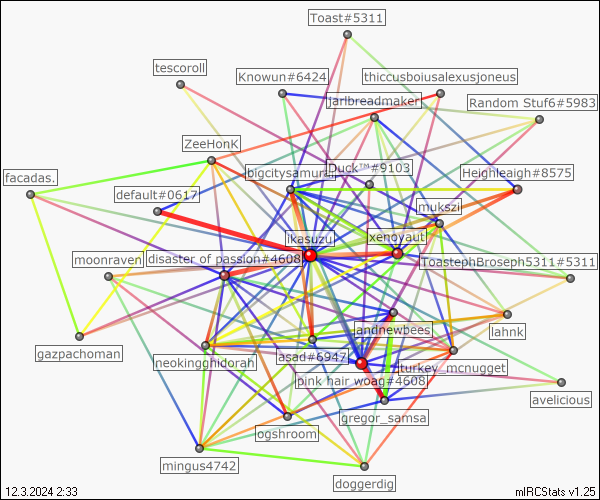 Toast#5311
tescoroll
Knowun#6424
thiccusboiusalexusjoneus
jarlbreadmaker
Random Stuf6#5983
ZeeHonK
Duck™#9103
bigcitysamurai
Heighleigh#8575
facadas.
default#0617
mukszi
ikesuzu
xenoyaut
moonraven
disaster of passion#4608
ToastephBroseph5311#5311
andnewbees
lahnk
gazpachoman
neokingghidorah
asad#6947
turkey_mcnugget
pink hair woag#4608
avelicious
gregor_samsa
ogshroom
mingus4742
doggerdig
12.3.2024 2:33
mIRCStats v1.25